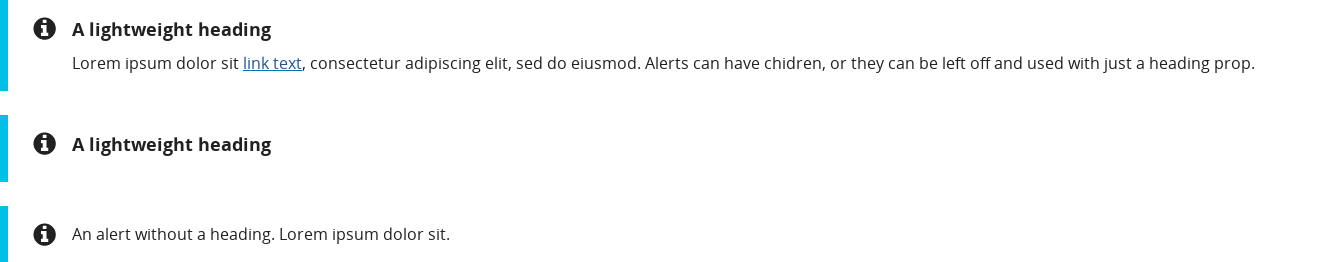 A lightweight heading
Lorem ipsum dolor sit link text, consectetur adipiscing elit, sed do eiusmod. Alerts can have chidren, or they can be left off and used with just a heading prop.
A lightweight heading
An alert without a heading. Lorem ipsum dolor sit.